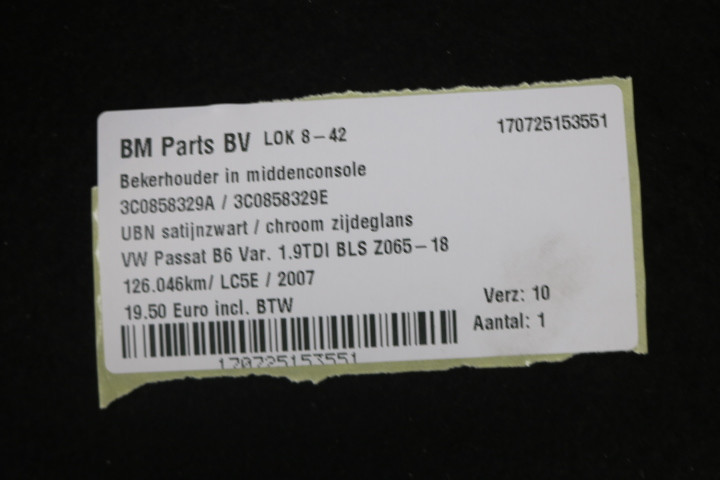 BM Parts BV LOK 8-42 170725153551
Bekerhouder in middenconsole
3C0858329A / 3C0858329E
UBN satijnzwart / chroom zijdeglans
VW Passat B6 Var. 1.9TDI BLS Z065-18
126.046km/ LC5E / 2007
19.50 Euro incl. BTW
Verz: 10
Aantal: 1
170725153551